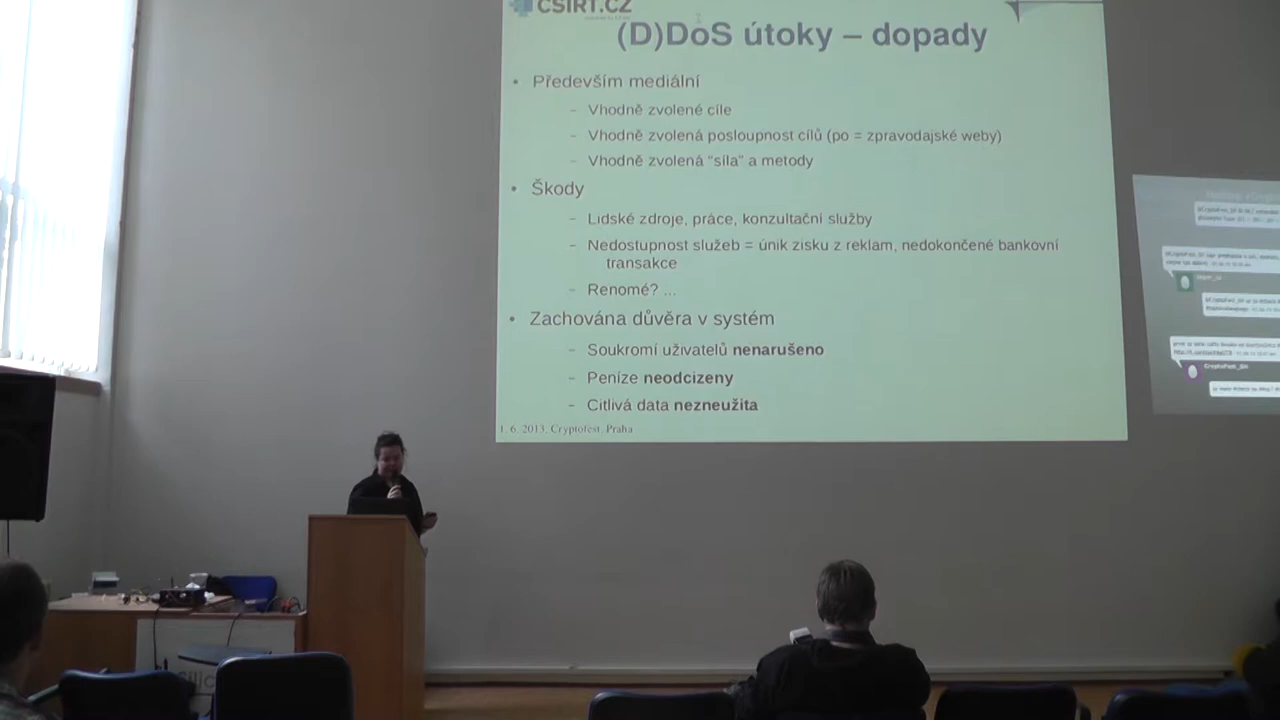 CSIRT.CZ
(D)DoS útoky – dopady
• Především mediální
– Vhodně zvolené cíle
– Vhodně zvolená posloupnost cílů (po = zpravodajské weby)
– Vhodně zvolená "síla" a metody
• Škody
– Lidské zdroje, práce, konzultační služby
– Nedostupnost služeb = únik zisku z reklam, nedokončené bankovní
transakce
– Renomé? ...
• Zachována důvěra v systém
– Soukromí uživatelů nenarušeno
– Peníze neodcizeny
– Citlivá data nezneužita
1. 6. 2013, Cryptofest, Praha